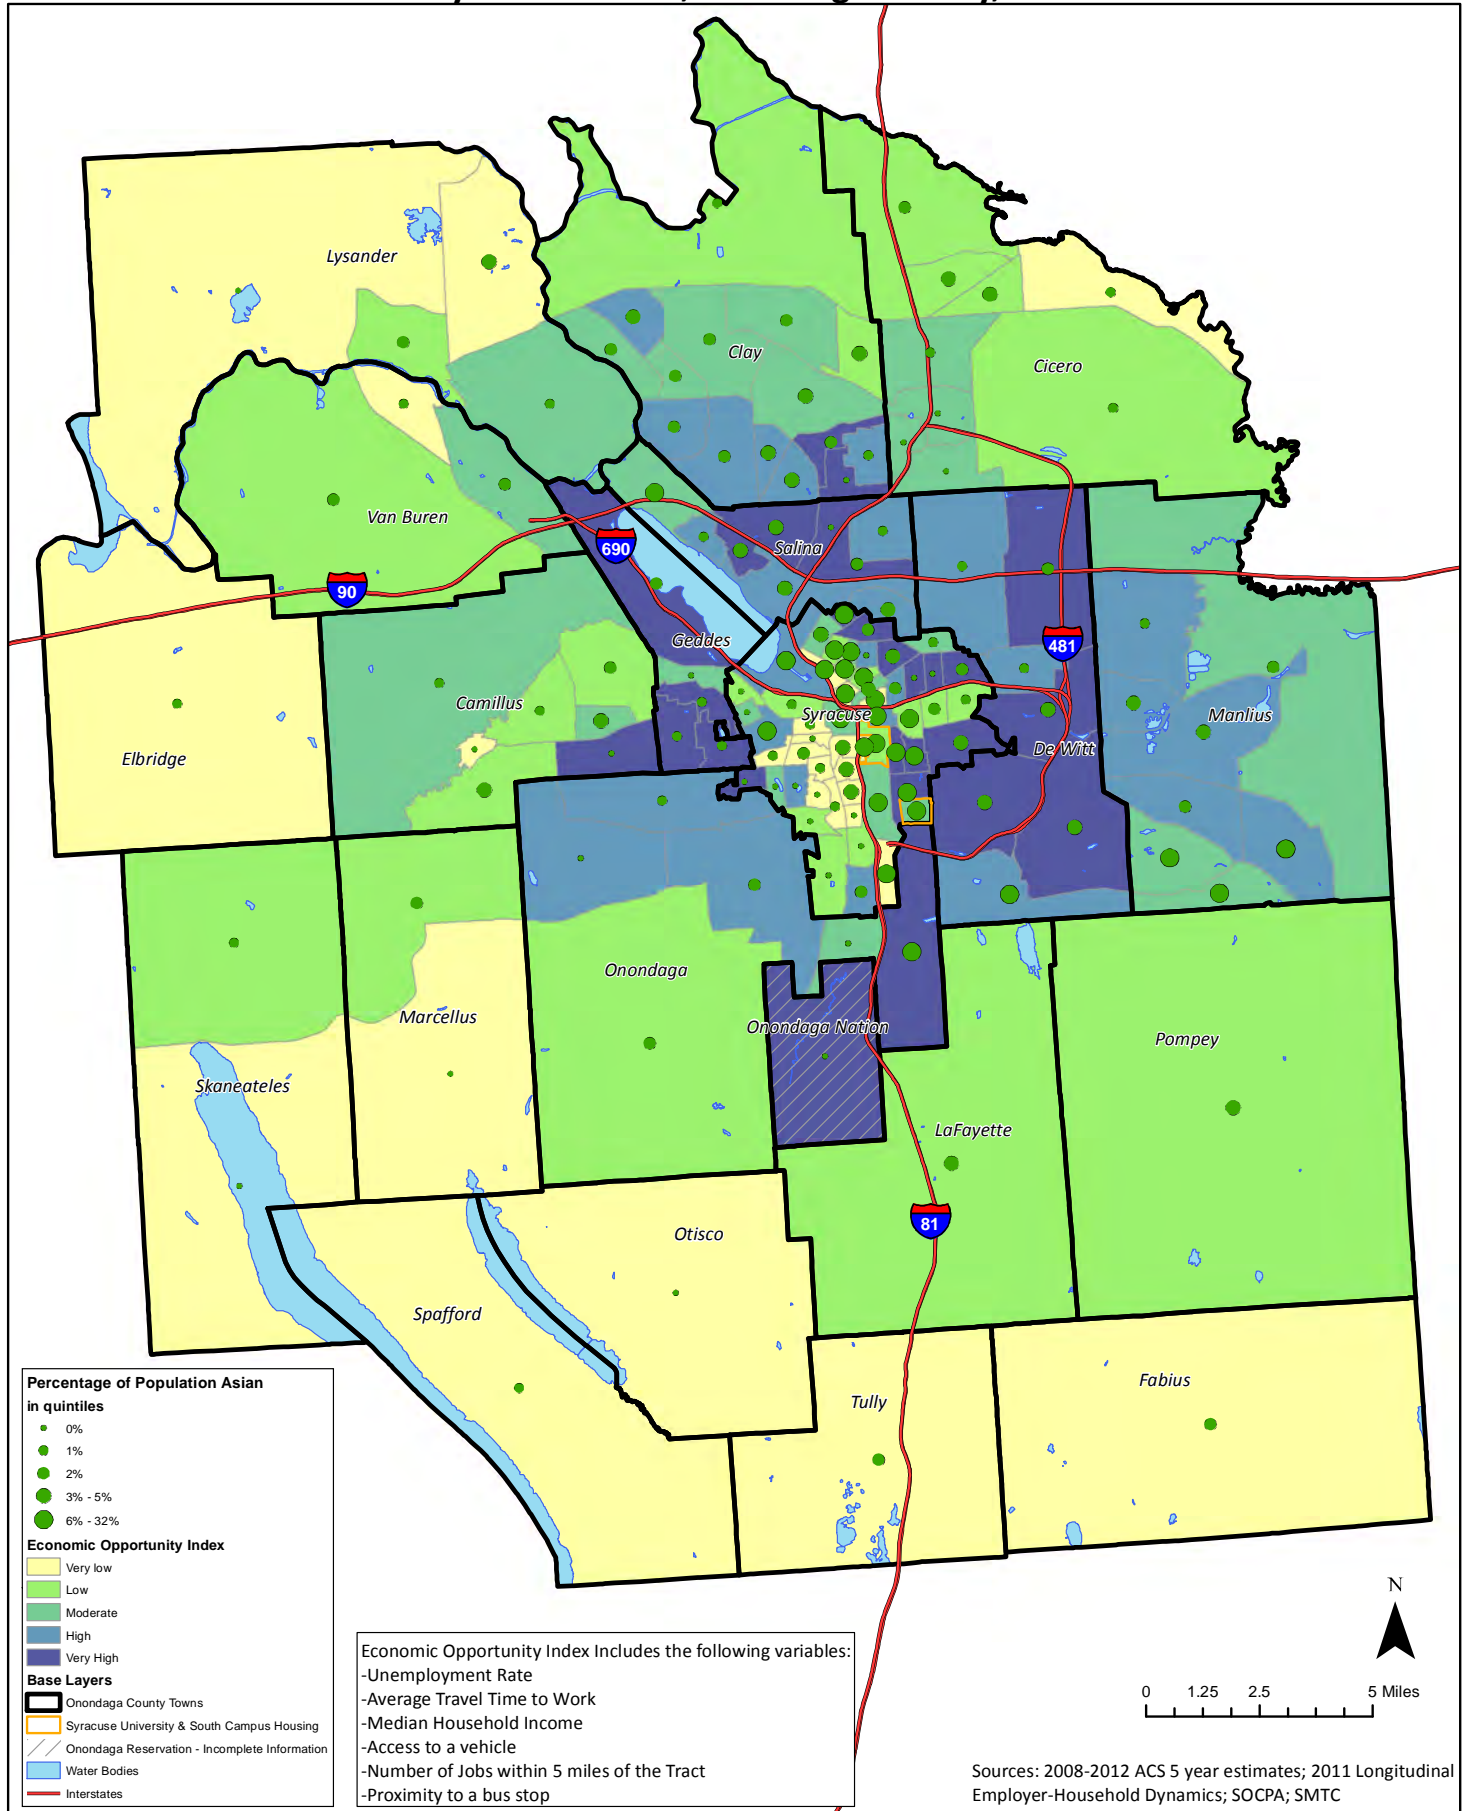 Lysander
Clay
Cicero
Van Buren
690
Salina
90
Geddes
481
Camillus
Syracuse
Manlius
De Witt
Elbridge
Onondaga
Marcellus
Onondaga Nation
Pompey
Skaneateles
LaFayette
81
Otisco
Spafford
Fabius
Tully
Percentage of Population Asian
in quintiles
0%
1%
2%
3% - 5%
6% - 32%
Economic Opportunity Index
Very low
Low
Moderate
High
Very High
Base Layers
Onondaga County Towns
Syracuse University & South Campus Housing
Onondaga Reservation - Incomplete Information
Water Bodies
Interstates
Economic Opportunity Index Includes the following variables:
-Unemployment Rate
-Average Travel Time to Work
-Median Household Income
-Access to a vehicle
-Number of Jobs within 5 miles of the Tract
-Proximity to a bus stop
N
0 1.25 2.5 5 Miles
Sources: 2008-2012 ACS 5 year estimates; 2011 Longitudinal
Employer-Household Dynamics; SOCPA; SMTC